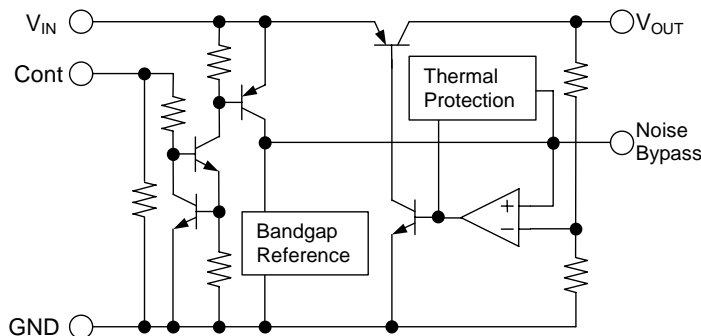 VIN
VOUT
Cont
Thermal
Protection
Noise
Bypass
+
−
Bandgap
Reference
GND